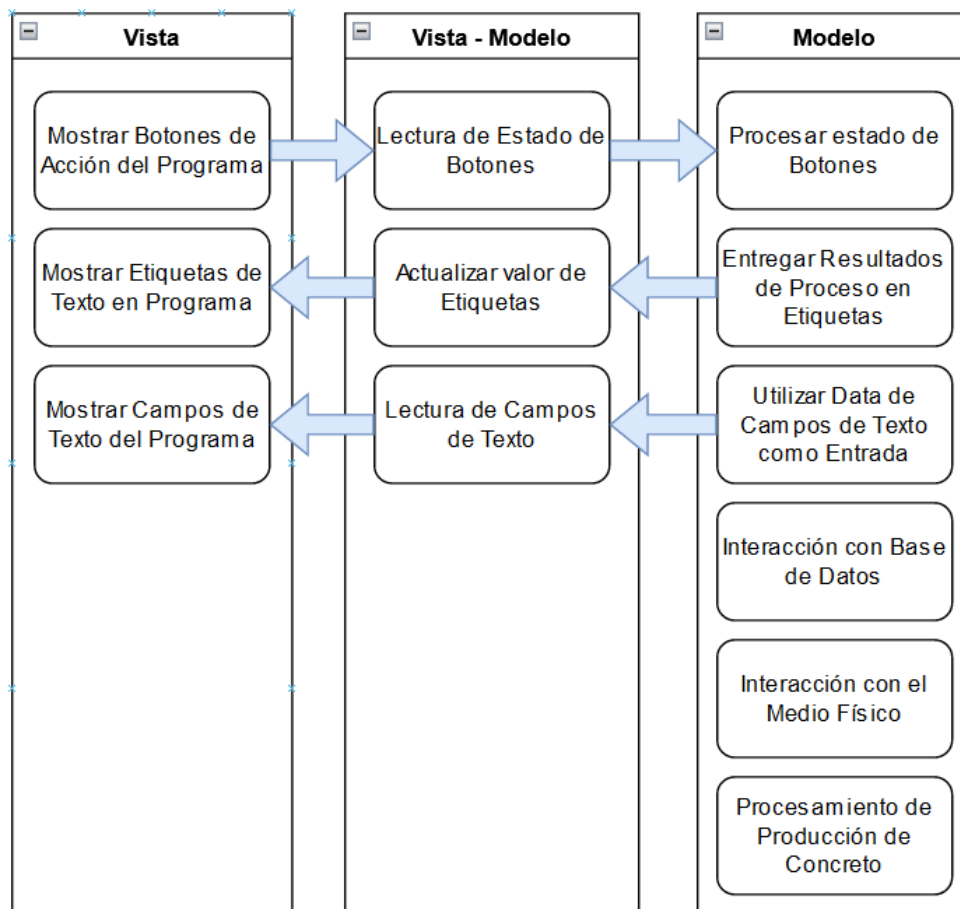 Vista
Mostrar Botones de
Acción del Programa
Mostrar Etiquetas de
Texto en Programa
Mostrar Campos de
Texto del Programa
Vista - Modelo
Lectura de Estado de
Botones
Actualizar valor de
Etiquetas
Lectura de Campos
de Texto
Modelo
Procesar estado de
Botones
Entregar Resultados
de Proceso en
Etiquetas
Utilizar Data de
Campos de Texto
como Entrada
Interacción con Base
de Datos
Interacción con el
Medio Físico
Procesamiento de
Producción de
Concreto